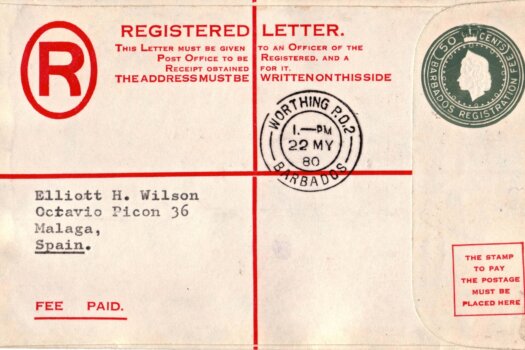 R
REGISTERED LETTER.
THIS LETTER MUST BE GIVEN TO AN OFFICER OF THE
POST OFFICE TO BE REGISTERED, AND A
RECEIPT OBTAINED FOR IT.
THE ADDRESS MUST BE WRITTEN ON THIS SIDE
50 CENTS FEE
BARBADOS REGISTRATION
WORTHING P.O.2
1.—PM
22 MY
80
BARBADOS
Elliott H. Wilson
Octavio Picon 36
Malaga,
Spain.
FEE PAID.
THE STAMP
TO PAY
THE POSTAGE
MUST BE
PLACED HERE